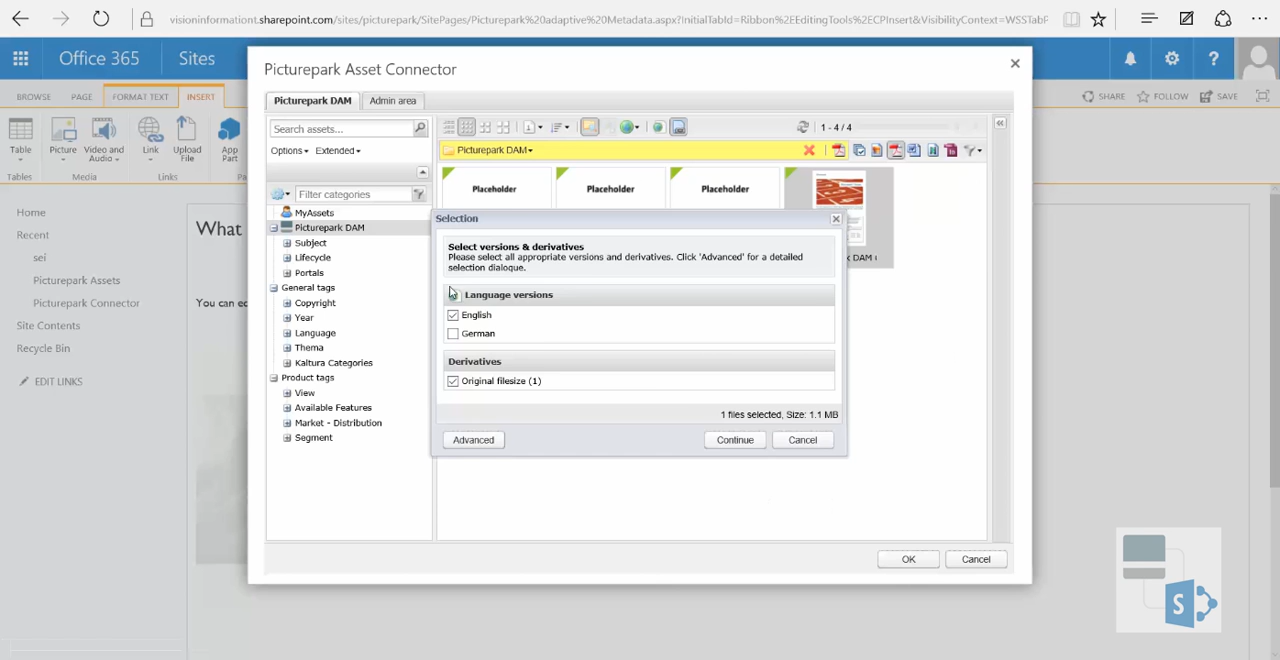 visioninformationt.sharepoint.com/sites/picturepark/SitePages/Picturepark%20adaptive%20Metadata.aspx?InitialTabId=Ribbon%2EEditingTools%2ECPInsert&VisibilityContext=WSSTabP
Office 365
Sites
BROWSE
PAGE
FORMAT TEXT
INSERT
SHARE
FOLLOW
SAVE
Table
Picture
Video and Audio
Link
Upload File
App Part
Tables
Media
Links
Home
Recent
sei
Picturepark Assets
Picturepark Connector
Site Contents
Recycle Bin
EDIT LINKS
What
You can
Picturepark Asset Connector
Picturepark DAM
Admin area
Search assets...
Options
Extended
Filter categories
MyAssets
Picturepark DAM
Subject
Lifecycle
Portals
General tags
Copyright
Year
Language
Thema
Kaltura Categories
Product tags
View
Available Features
Market - Distribution
Segment
1 - 4 / 4
Picturepark DAM
Placeholder
Placeholder
Placeholder
DAM
Selection
Select versions & derivatives
Please select all appropriate versions and derivatives. Click 'Advanced' for a detailed
selection dialogue.
Language versions
English
German
Derivatives
Original filesize (1)
1 files selected, Size: 1.1 MB
Advanced
Continue
Cancel
OK
Cancel
S